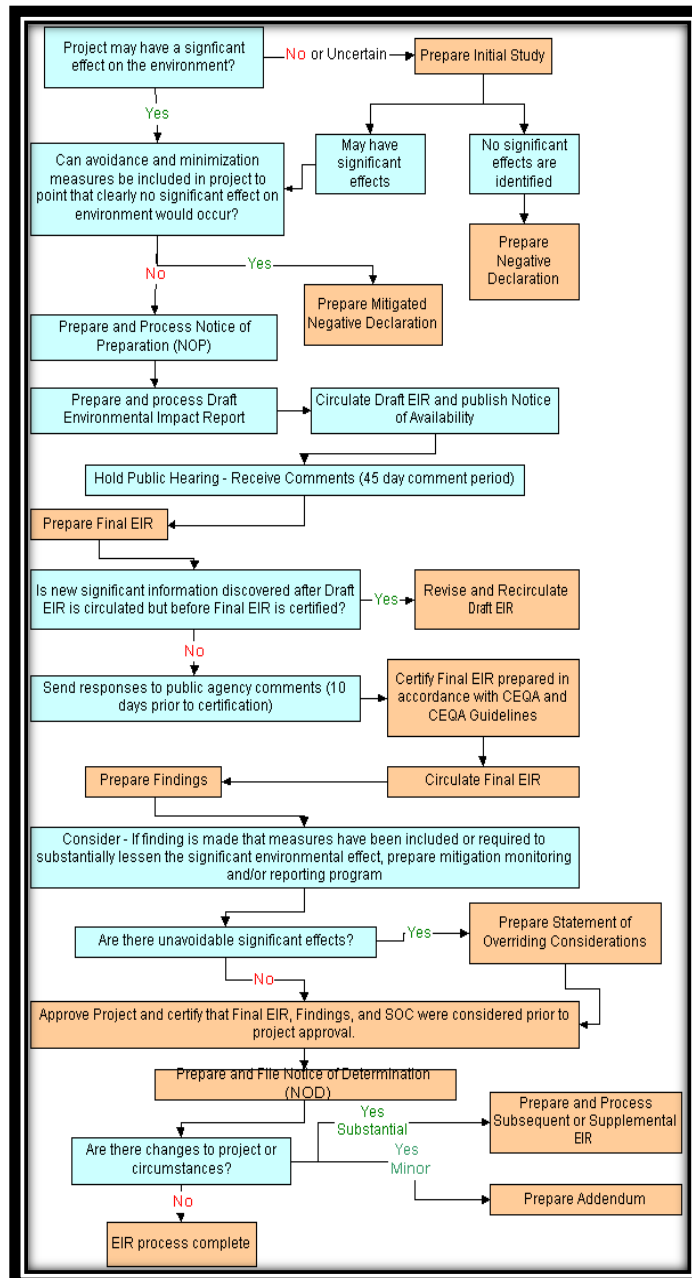 Project may have a signficant
effect on the environment?
No or Uncertain
Prepare Initial Study
Yes
May have
significant
effects
No significant
effects are
identified
Can avoidance and minimization
measures be included in project to
point that clearly no significant effect on
environment would occur?
Prepare
Negative
Declaration
No
Yes
Prepare Mitigated
Negative Declaration
Prepare and Process Notice of
Preparation (NOP)
Prepare and process Draft
Environmental Impact Report
Circulate Draft EIR and publish Notice
of Availability
Hold Public Hearing - Receive Comments (45 day comment period)
Prepare Final EIR
Is new significant information discovered after Draft
EIR is circulated but before Final EIR is certified?
Yes
Revise and Recirculate
Draft EIR
No
Send responses to public agency comments (10
days prior to certification)
Certify Final EIR prepared in
accordance with CEQA and
CEQA Guidelines
Prepare Findings
Circulate Final EIR
Consider - If finding is made that measures have been included or required to
substantially lessen the significant environmental effect, prepare mitigation monitoring
and/or reporting program
Are there unavoidable significant effects?
Yes
Prepare Statement of
Overriding Considerations
No
Approve Project and certify that Final EIR, Findings, and SOC were considered prior to
project approval.
Prepare and File Notice of Determination
(NOD)
Are there changes to project or
circumstances?
Yes
Substantial
Prepare and Process
Subsequent or Supplemental
EIR
Yes
Minor
Prepare Addendum
No
EIR process complete